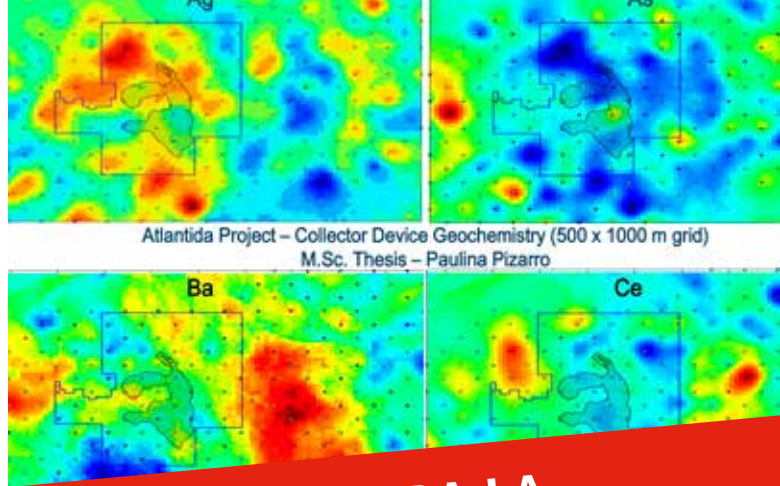 Ag
As
Atlantida Project – Collector Device Geochemistry (500 x 1000 m grid)
M.Sc. Thesis – Paulina Pizarro
Ba
Ce